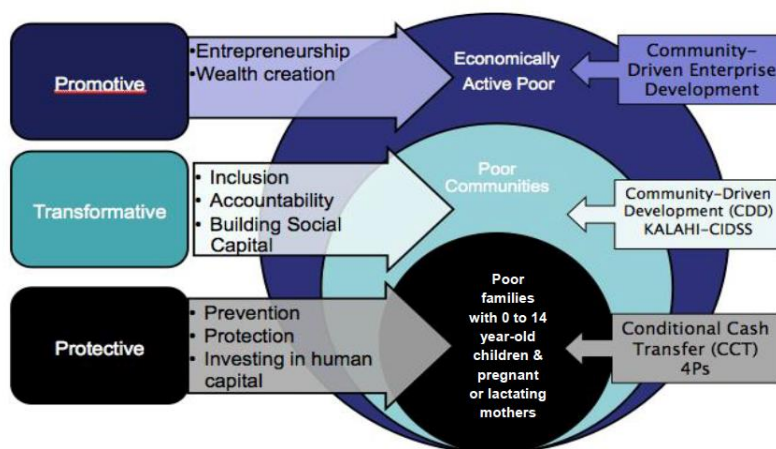 Promotive
•Entrepreneurship
•Wealth creation
Economically
Active Poor
Community-
Driven Enterprise
Development
Transformative
• Inclusion
• Accountability
• Building Social
Capital
Poor
Communities
Community-Driven
Development (CDD)
KALAHI-CIDSS
Protective
• Prevention
• Protection
• Investing in human
capital
Poor
families
with 0 to 14
year-old
children &
pregnant
or lactating
mothers
Conditional Cash
Transfer (CCT)
4Ps